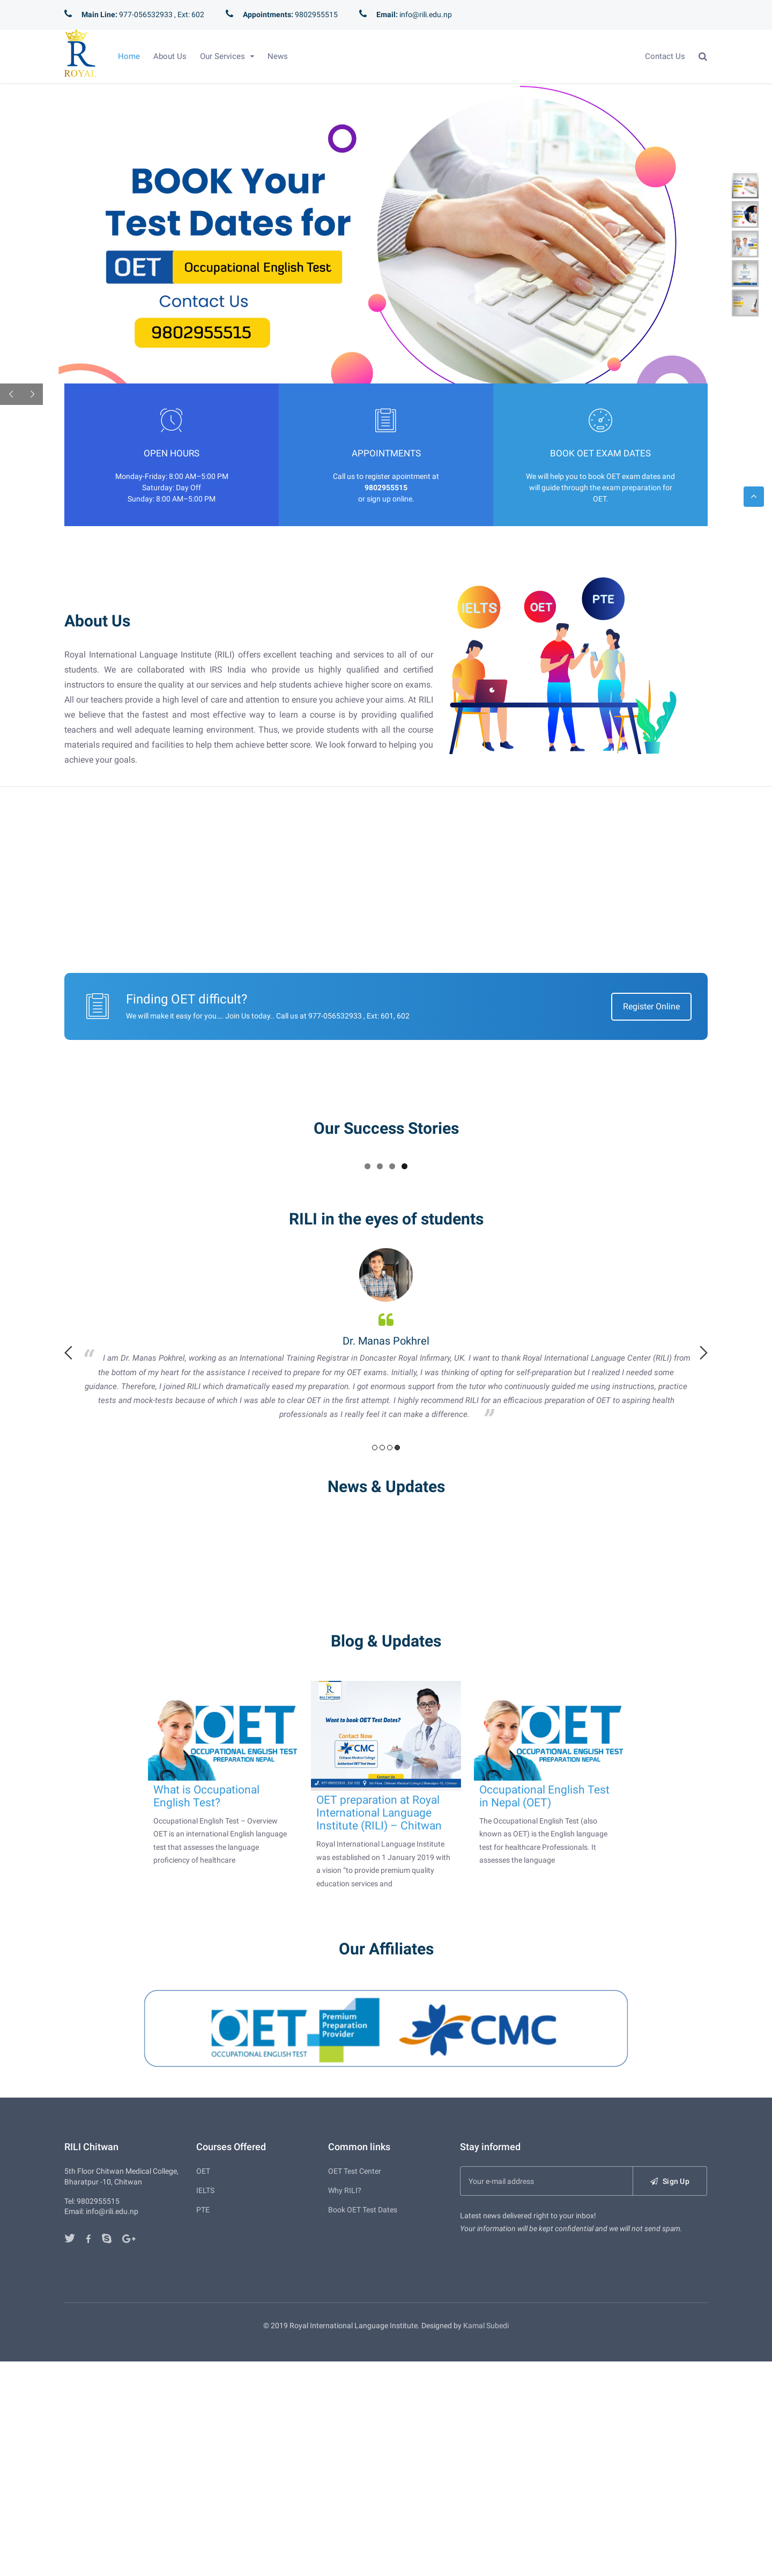 Main Line: 977-056532933 , Ext: 602
Appointments: 9802955515
Email: info@rili.edu.np
R
ROYAL
Home
About Us
Our Services
News
Contact Us
BOOK Your
Test Dates for
OET
Occupational English Test
Contact Us
9802955515
OPEN HOURS
Monday-Friday: 8:00 AM–5:00 PM
Saturday: Day Off
Sunday: 8:00 AM–5:00 PM
APPOINTMENTS
Call us to register apointment at
9802955515
or sign up online.
BOOK OET EXAM DATES
We will help you to book OET exam dates and
will guide through the exam preparation for
OET.
About Us
Royal International Language Institute (RILI) offers excellent teaching and services to all of our
students. We are collaborated with IRS India who provide us highly qualified and certified
instructors to ensure the quality at our services and help students achieve higher score on exams.
All our teachers provide a high level of care and attention to ensure you achieve your aims. At RILI
we believe that the fastest and most effective way to learn a course is by providing qualified
teachers and well adequate learning environment. Thus, we provide students with all the course
materials required and facilities to help them achieve better score. We look forward to helping you
achieve your goals.
IELTS
OET
PTE
Finding OET difficult?
We will make it easy for you.... Join Us today.. Call us at 977-056532933 , Ext: 601, 602
Register Online
Our Success Stories
RILI in the eyes of students
Dr. Manas Pokhrel
I am Dr. Manas Pokhrel, working as an International Training Registrar in Doncaster Royal Infirmary, UK. I want to thank Royal International Language Center (RILI) from
the bottom of my heart for the assistance I received to prepare for my OET exams. Initially, I was thinking of opting for self-preparation but I realized I needed some
guidance. Therefore, I joined RILI which dramatically eased my preparation. I got enormous support from the tutor who continuously guided me using instructions, practice
tests and mock-tests because of which I was able to clear OET in the first attempt. I highly recommend RILI for an efficacious preparation of OET to aspiring health
professionals as I really feel it can make a difference.
News & Updates
Blog & Updates
OET
OCCUPATIONAL ENGLISH TEST
PREPARATION NEPAL
What is Occupational
English Test?
Occupational English Test – Overview
OET is an international English language
test that assesses the language
proficiency of healthcare
Want to book OET Test Dates?
Contact Now
CMC
Contact Us
OET preparation at Royal
International Language
Institute (RILI) – Chitwan
Royal International Language Institute
was established on 1 January 2019 with
a vision "to provide premium quality
education services and
OET
OCCUPATIONAL ENGLISH TEST
PREPARATION NEPAL
Occupational English Test
in Nepal (OET)
The Occupational English Test (also
known as OET) is the English language
test for healthcare Professionals. It
assesses the language
Our Affiliates
OET
OCCUPATIONAL ENGLISH TEST
Premium
Preparation
Provider
CMC
RILI Chitwan
5th Floor Chitwan Medical College,
Bharatpur -10, Chitwan
Tel: 9802955515
Email: info@rili.edu.np
Courses Offered
OET
IELTS
PTE
Common links
OET Test Center
Why RILI?
Book OET Test Dates
Stay informed
Your e-mail address
Sign Up
Latest news delivered right to your inbox!
Your information will be kept confidential and we will not send spam.
© 2019 Royal International Language Institute. Designed by Kamal Subedi